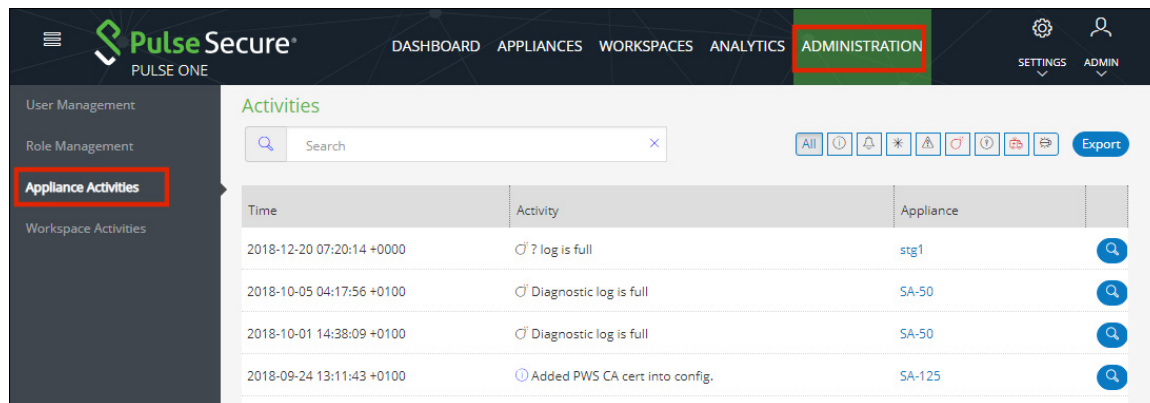 Pulse Secure®
PULSE ONE
DASHBOARD APPLIANCES WORKSPACES ANALYTICS ADMINISTRATION
SETTINGS ADMIN
User Management
Role Management
Appliance Activities
Workspace Activities
Activities
Search
All Export
Time Activity Appliance
2018-12-20 07:20:14 +0000 ? log is full stg1
2018-10-05 04:17:56 +0100 Diagnostic log is full SA-50
2018-10-01 14:38:09 +0100 Diagnostic log is full SA-50
2018-09-24 13:11:43 +0100 Added PWS CA cert into config. SA-125